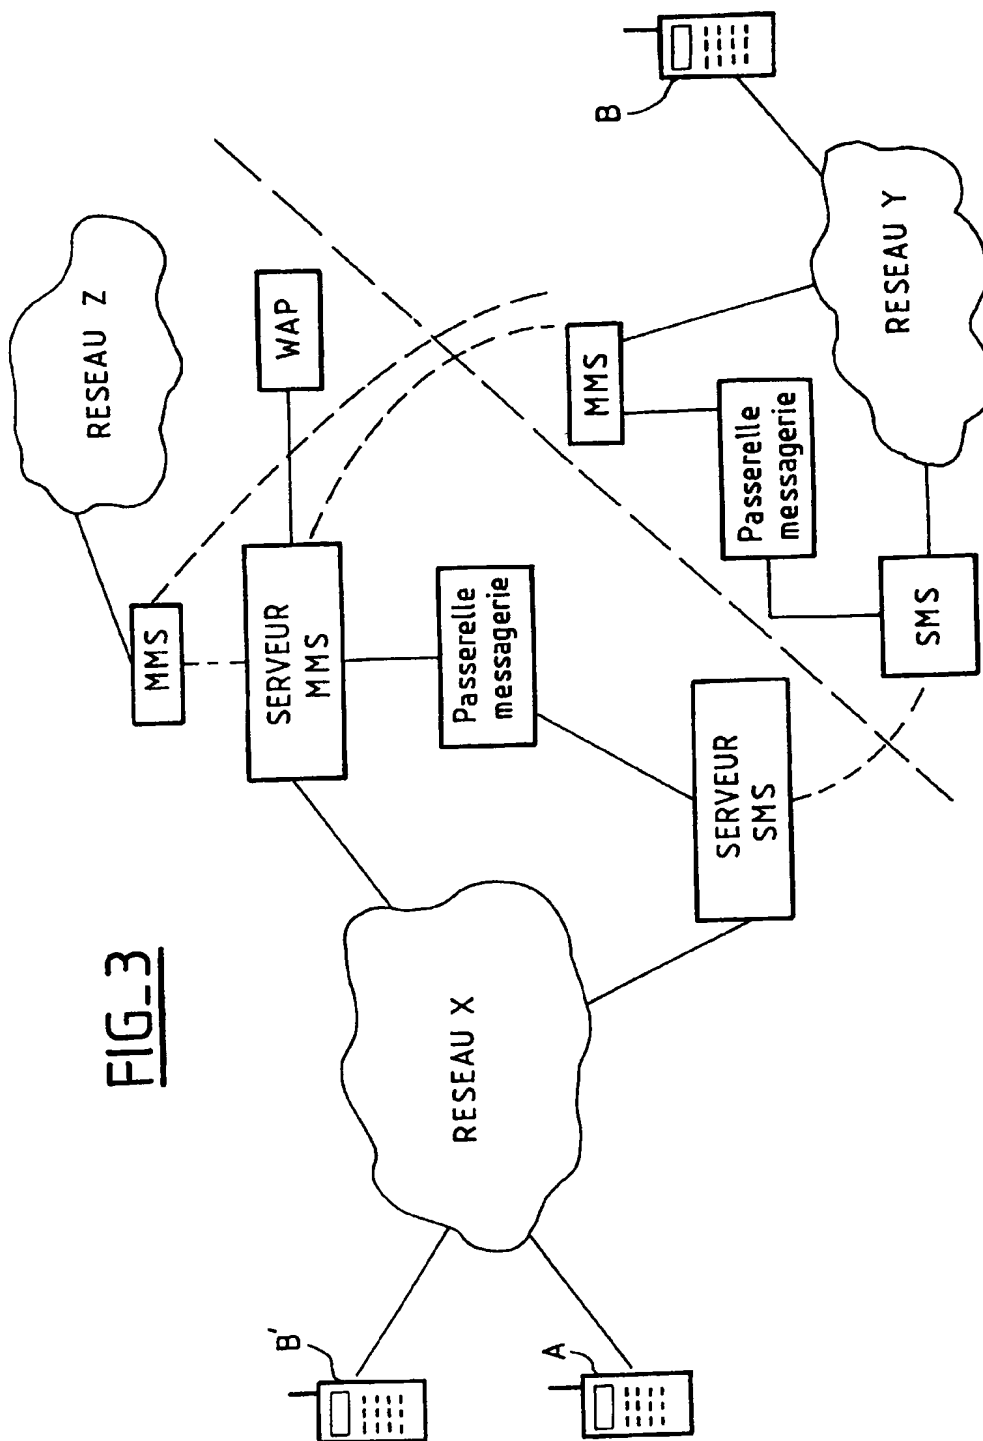 RESEAU Z
MMS
WAP
SERVEUR
MMS
Passerelle
messagerie
SERVEUR
SMS
RESEAU X
B'
A
B
RESEAU Y
MMS
Passerelle
messagerie
SMS
FIG_3